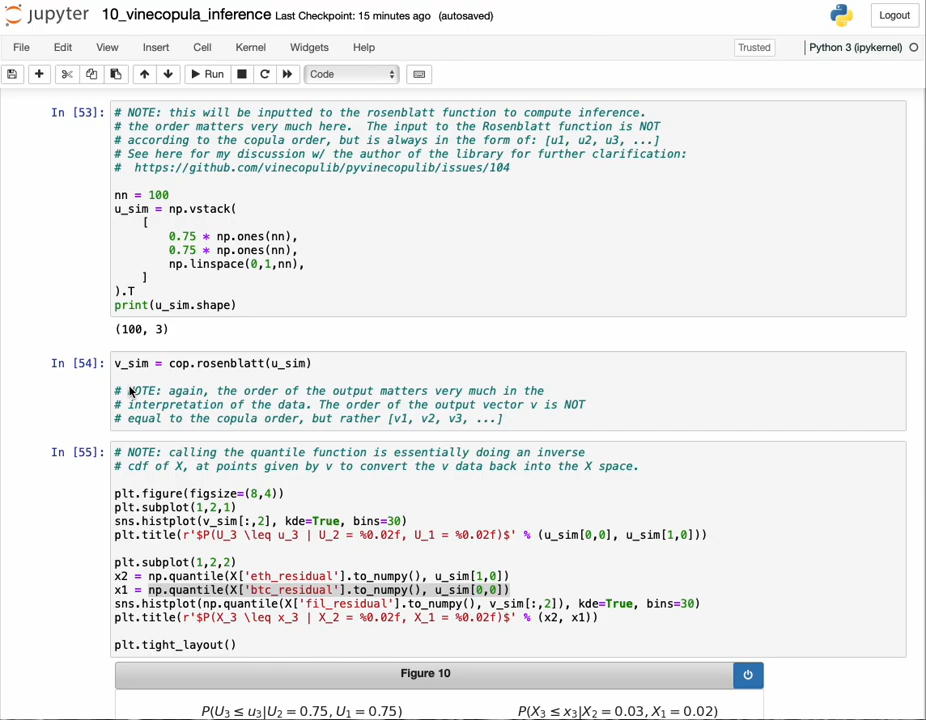 jupyter 10_vinecopula_inference Last Checkpoint: 15 minutes ago (autosaved) Logout
File Edit View Insert Cell Kernel Widgets Help Trusted Python 3 (ipykernel)
Run Code
In [53]: # NOTE: this will be inputted to the rosenblatt function to compute inference.
# the order matters very much here.  The input to the Rosenblatt function is NOT
# according to the copula order, but is always in the form of: [u1, u2, u3, ...]
# See here for my discussion w/ the author of the library for further clarification:
#  https://github.com/vinecopulib/pyvinecopulib/issues/104
nn = 100
u_sim = np.vstack(
[
0.75 * np.ones(nn),
0.75 * np.ones(nn),
np.linspace(0,1,nn),
]
).T
print(u_sim.shape)
(100, 3)
In [54]: v_sim = cop.rosenblatt(u_sim)
# NOTE: again, the order of the output matters very much in the
# interpretation of the data. The order of the output vector v is NOT
# equal to the copula order, but rather [v1, v2, v3, ...]
In [55]: # NOTE: calling the quantile function is essentially doing an inverse
# cdf of X, at points given by v to convert the v data back into the X space.
plt.figure(figsize=(8,4))
plt.subplot(1,2,1)
sns.histplot(v_sim[:,2], kde=True, bins=30)
plt.title(r'$P(U_3 \leq u_3 | U_2 = %0.02f, U_1 = %0.02f)$' % (u_sim[0,0], u_sim[1,0]))
plt.subplot(1,2,2)
x2 = np.quantile(X['eth_residual'].to_numpy(), u_sim[1,0])
x1 = np.quantile(X['btc_residual'].to_numpy(), u_sim[0,0])
sns.histplot(np.quantile(X['fil_residual'].to_numpy(), v_sim[:,2]), kde=True, bins=30)
plt.title(r'$P(X_3 \leq x_3 | X_2 = %0.02f, X_1 = %0.02f)$' % (x2, x1))
plt.tight_layout()
Figure 10
P(U₃ ≤ u₃|U₂ = 0.75, U₁ = 0.75) P(X₃ ≤ x₃|X₂ = 0.03, X₁ = 0.02)